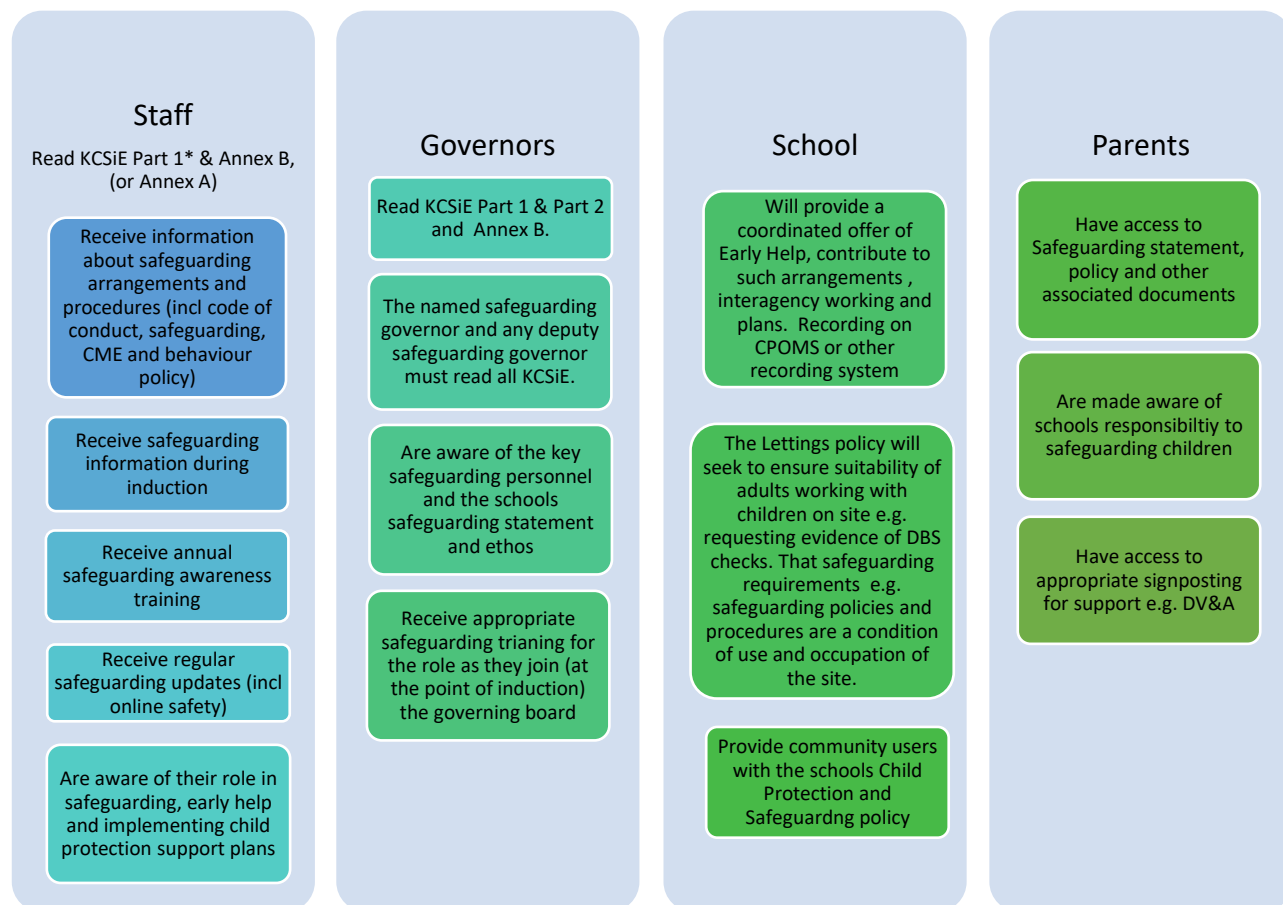 Staff
Read KCSiE Part 1* & Annex B,
(or Annex A)
Receive information
about safeguarding
arrangements and
procedures (incl code of
conduct, safeguarding,
CME and behaviour
policy)
Receive safeguarding
information during
induction
Receive annual
safeguarding awareness
training
Receive regular
safeguarding updates (incl
online safety)
Are aware of their role in
safeguarding, early help
and implementing child
protection support plans
Governors
Read KCSiE Part 1 & Part 2
and Annex B.
The named safeguarding
governor and any deputy
safeguarding governor
must read all KCSiE.
Are aware of the key
safeguarding personnel
and the schools
safeguarding statement
and ethos
Receive appropriate
safeguarding trianing for
the role as they join (at
the point of induction)
the governing board
School
Will provide a
coordinated offer of
Early Help, contribute to
such arrangements ,
interagency working and
plans. Recording on
CPOMS or other
recording system
The Lettings policy will
seek to ensure suitability of
adults working with
children on site e.g.
requesting evidence of DBS
checks. That safeguarding
requirements e.g.
safeguarding policies and
procedures are a condition
of use and occupation of
the site.
Provide community users
with the schools Child
Protection and
Safeguardng policy
Parents
Have access to
Safeguarding statement,
policy and other
associated documents
Are made aware of
schools responsibiltiy to
safeguarding children
Have access to
appropriate signposting
for support e.g. DV&A